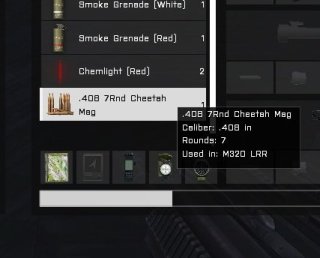 Smoke Grenade (White) 1
Smoke Grenade (Red) 1
Chemlight (Red) 2
.408 7Rnd Cheetah
Mag
1
.408 7Rnd Cheetah Mag
Caliber: .408 in
Rounds: 7
Used in: M320 LRR